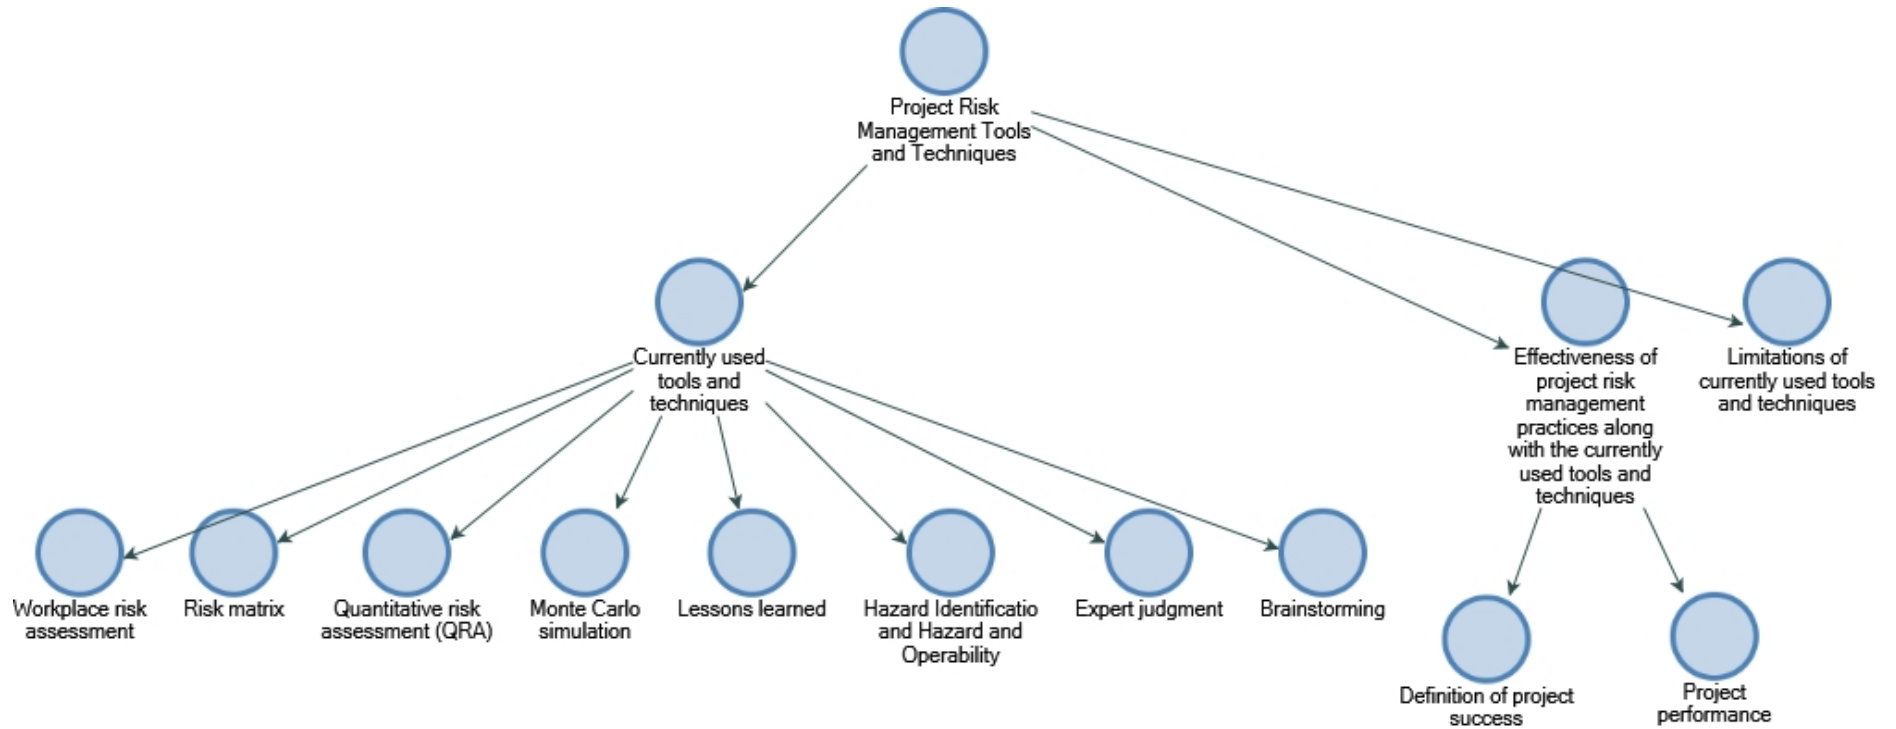 Project Risk
Management Tools
and Techniques
Currently used
tools and
techniques
Effectiveness of
project risk
management
practices along
with the currently
used tools and
techniques
Limitations of
currently used tools
and techniques
Workplace risk
assessment
Risk matrix
Quantitative risk
assessment (QRA)
Monte Carlo
simulation
Lessons learned
Hazard Identificatio
and Hazard and
Operability
Expert judgment
Brainstorming
Definition of project
success
Project
performance